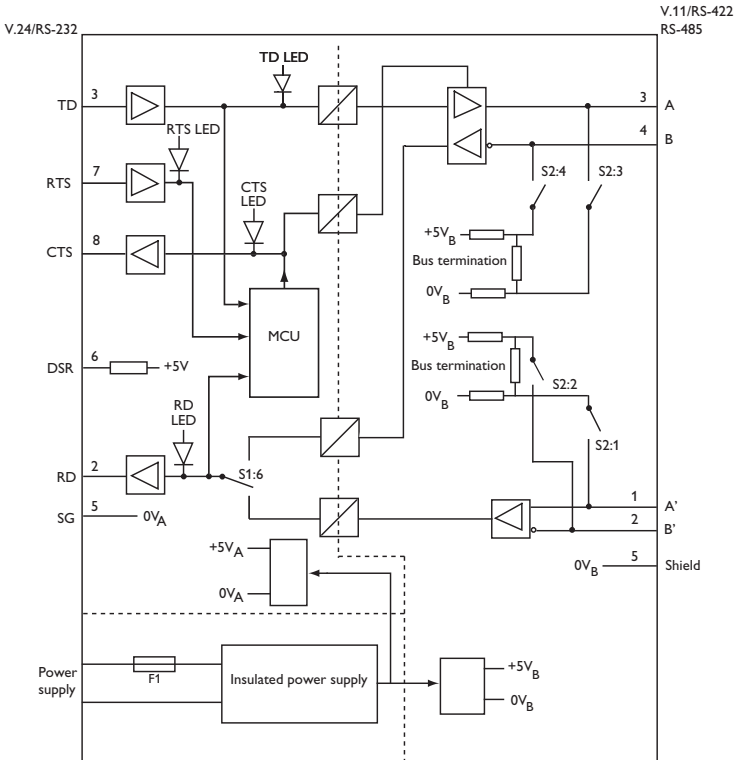 V.24/RS-232
V.11/RS-422
RS-485
TD LED
TD
3
3
A
RTS LED
4
B
RTS
7
S2:4
S2:3
CTS
LED
+5VB
CTS
8
Bus termination
0VB
MCU
+5VB
DSR
6
+5V
Bus termination
S2:2
0VB
RD
LED
S2:1
RD
2
S1:6
1
A'
SG
5
0VA
2
B'
+5VA
0VB
5
Shield
0VA
Power
supply
F1
Insulated power supply
+5VB
0VB